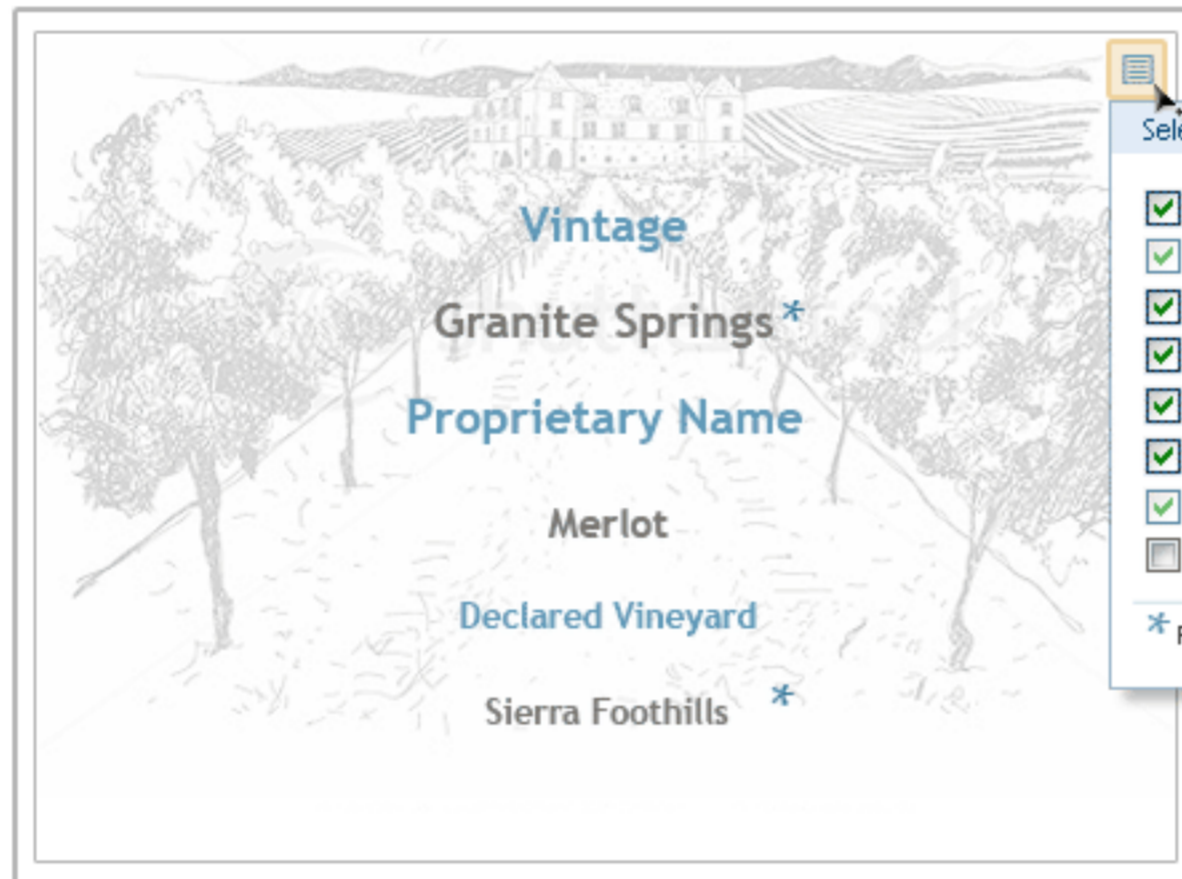 Sele
Vintage
Granite Springs*
Proprietary Name
Merlot
Declared Vineyard
Sierra Foothills *
*